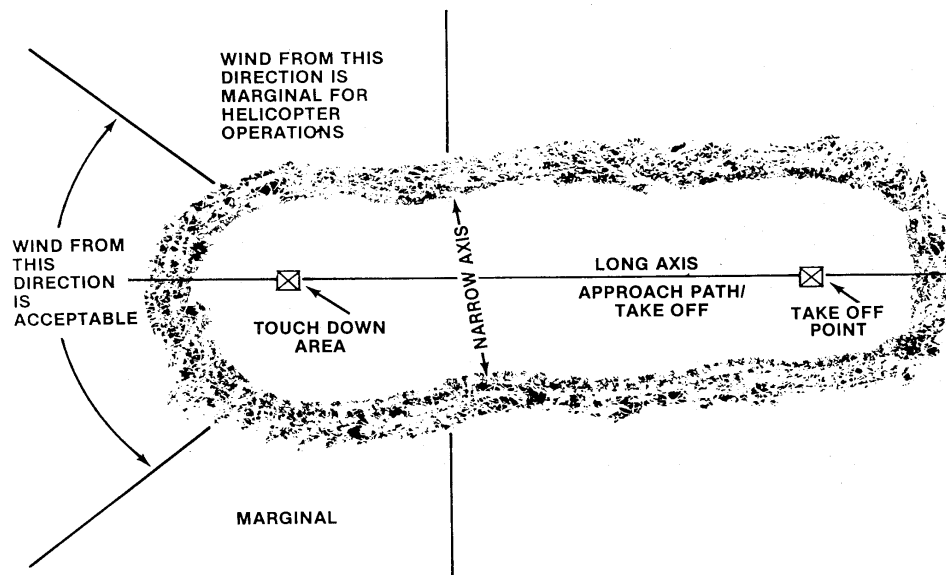 WIND FROM THIS
DIRECTION IS
MARGINAL FOR
HELICOPTER
OPERATIONS
WIND FROM
THIS
DIRECTION
IS
ACCEPTABLE
NARROW AXIS
LONG AXIS
APPROACH PATH/
TAKE OFF
TOUCH DOWN
AREA
TAKE OFF
POINT
MARGINAL